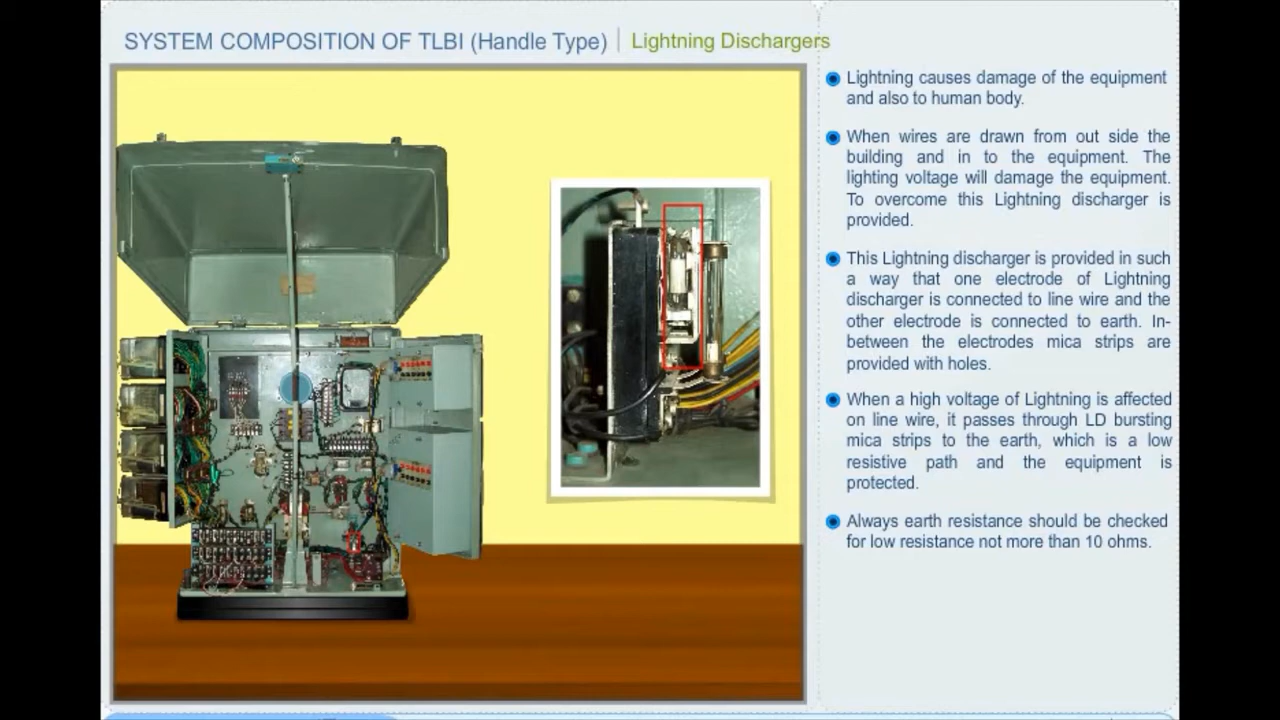 SYSTEM COMPOSITION OF TLBI (Handle Type) | Lightning Dischargers
Lightning causes damage of the equipment
and also to human body.
When wires are drawn from out side the
building and in to the equipment. The
lighting voltage will damage the equipment.
To overcome this Lightning discharger is
provided.
This Lightning discharger is provided in such
a way that one electrode of Lightning
discharger is connected to line wire and the
other electrode is connected to earth. In-
between the electrodes mica strips are
provided with holes.
When a high voltage of Lightning is affected
on line wire, it passes through LD bursting
mica strips to the earth, which is a low
resistive path and the equipment is
protected.
Always earth resistance should be checked
for low resistance not more than 10 ohms.